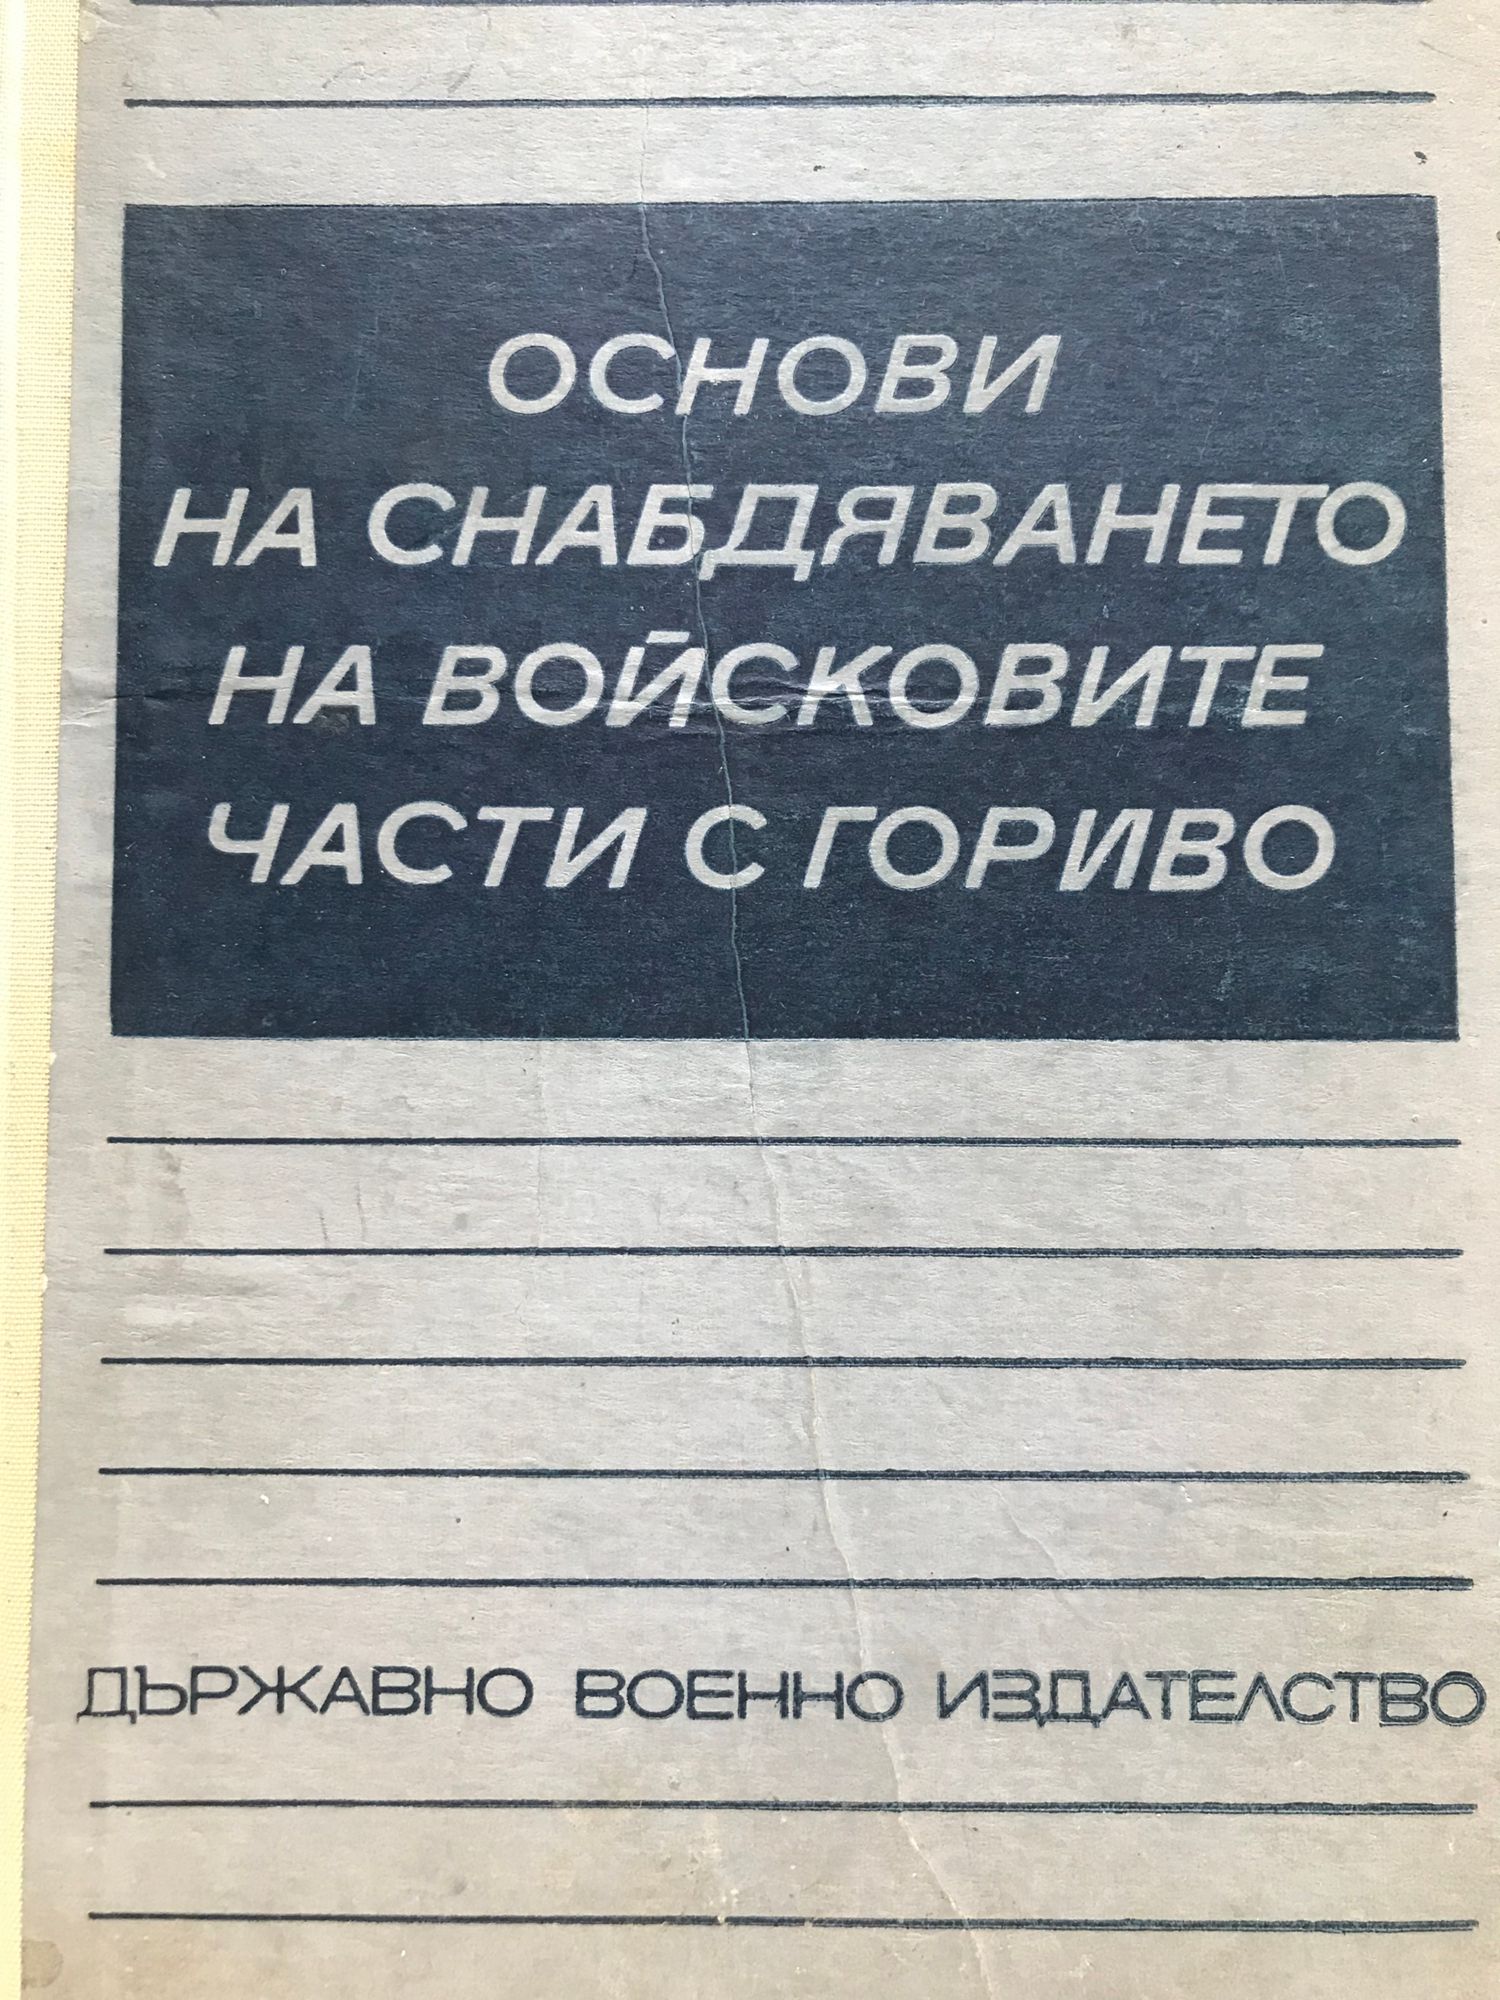 ОСНОВИ
НА СНАБДЯВАНЕТО
НА ВОЙСКОВИТЕ
ЧАСТИ С ГОРИВО
ДЪРЖАВНО ВОЕННО ИЗДАТЕЛСТВО